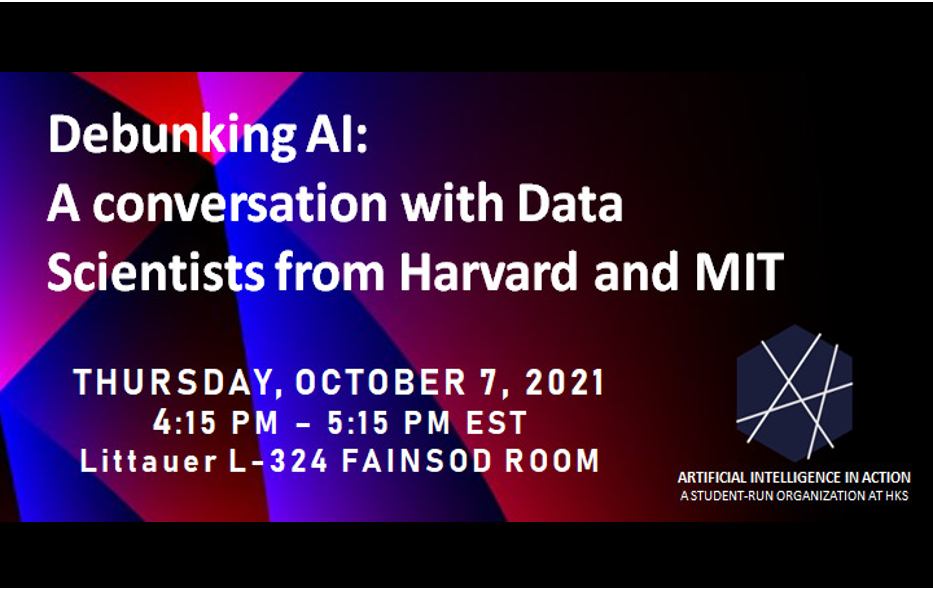 Debunking AI:
A conversation with Data
Scientists from Harvard and MIT
THURSDAY, OCTOBER 7, 2021
4:15 PM – 5:15 PM EST
Littauer L-324 FAINSOD ROOM
ARTIFICIAL INTELLIGENCE IN ACTION
A STUDENT-RUN ORGANIZATION AT HKS